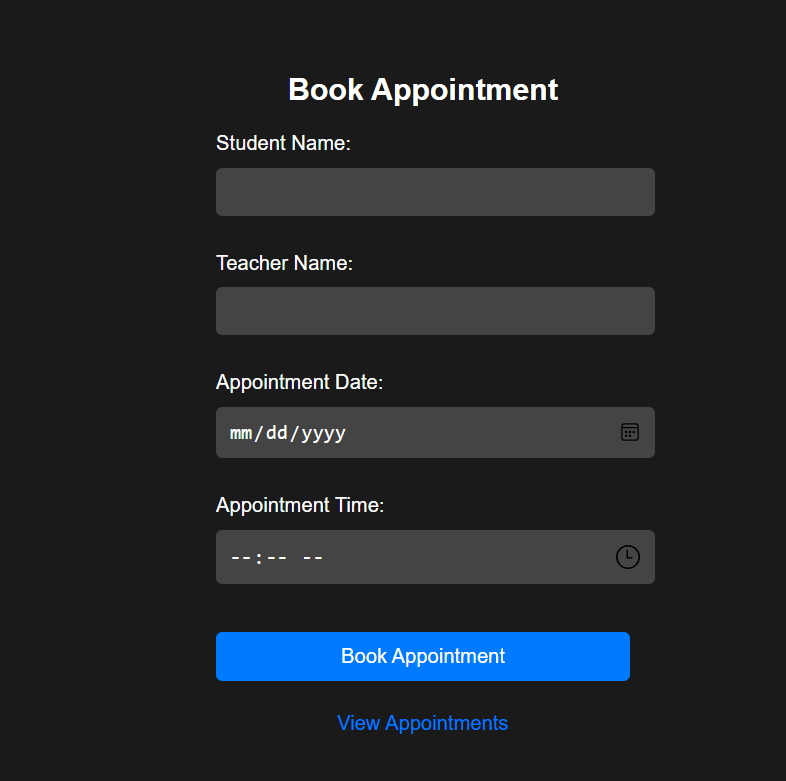 Book Appointment
Student Name:
Teacher Name:
Appointment Date:
mm/dd/yyyy
Appointment Time:
--:-- --
Book Appointment
View Appointments